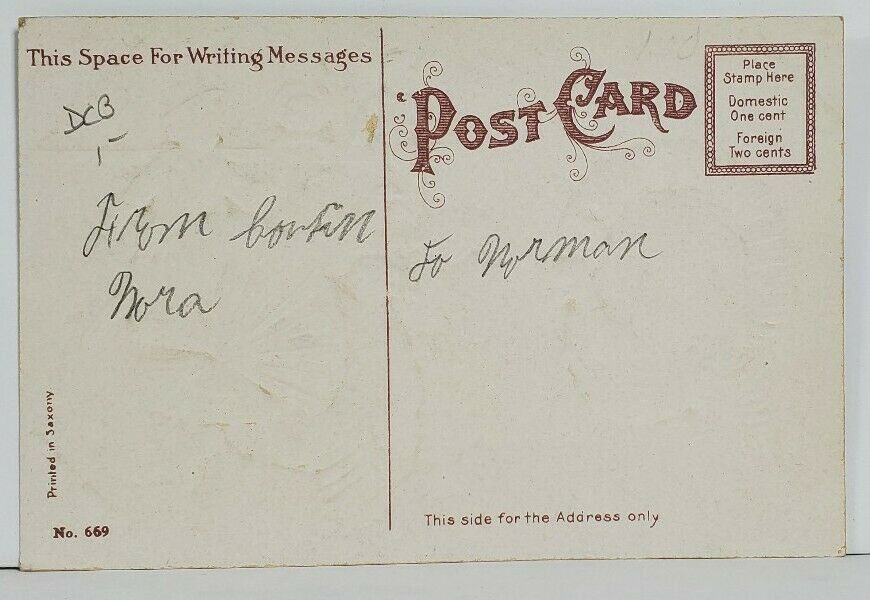 This Space For Writing Messages
DCB
1-
From Cousin
Nora
Printed in Saxony
No. 669
POST CARD
Place
Stamp Here
Domestic
One cent
Foreign
Two cents
To Norman
This side for the Address only